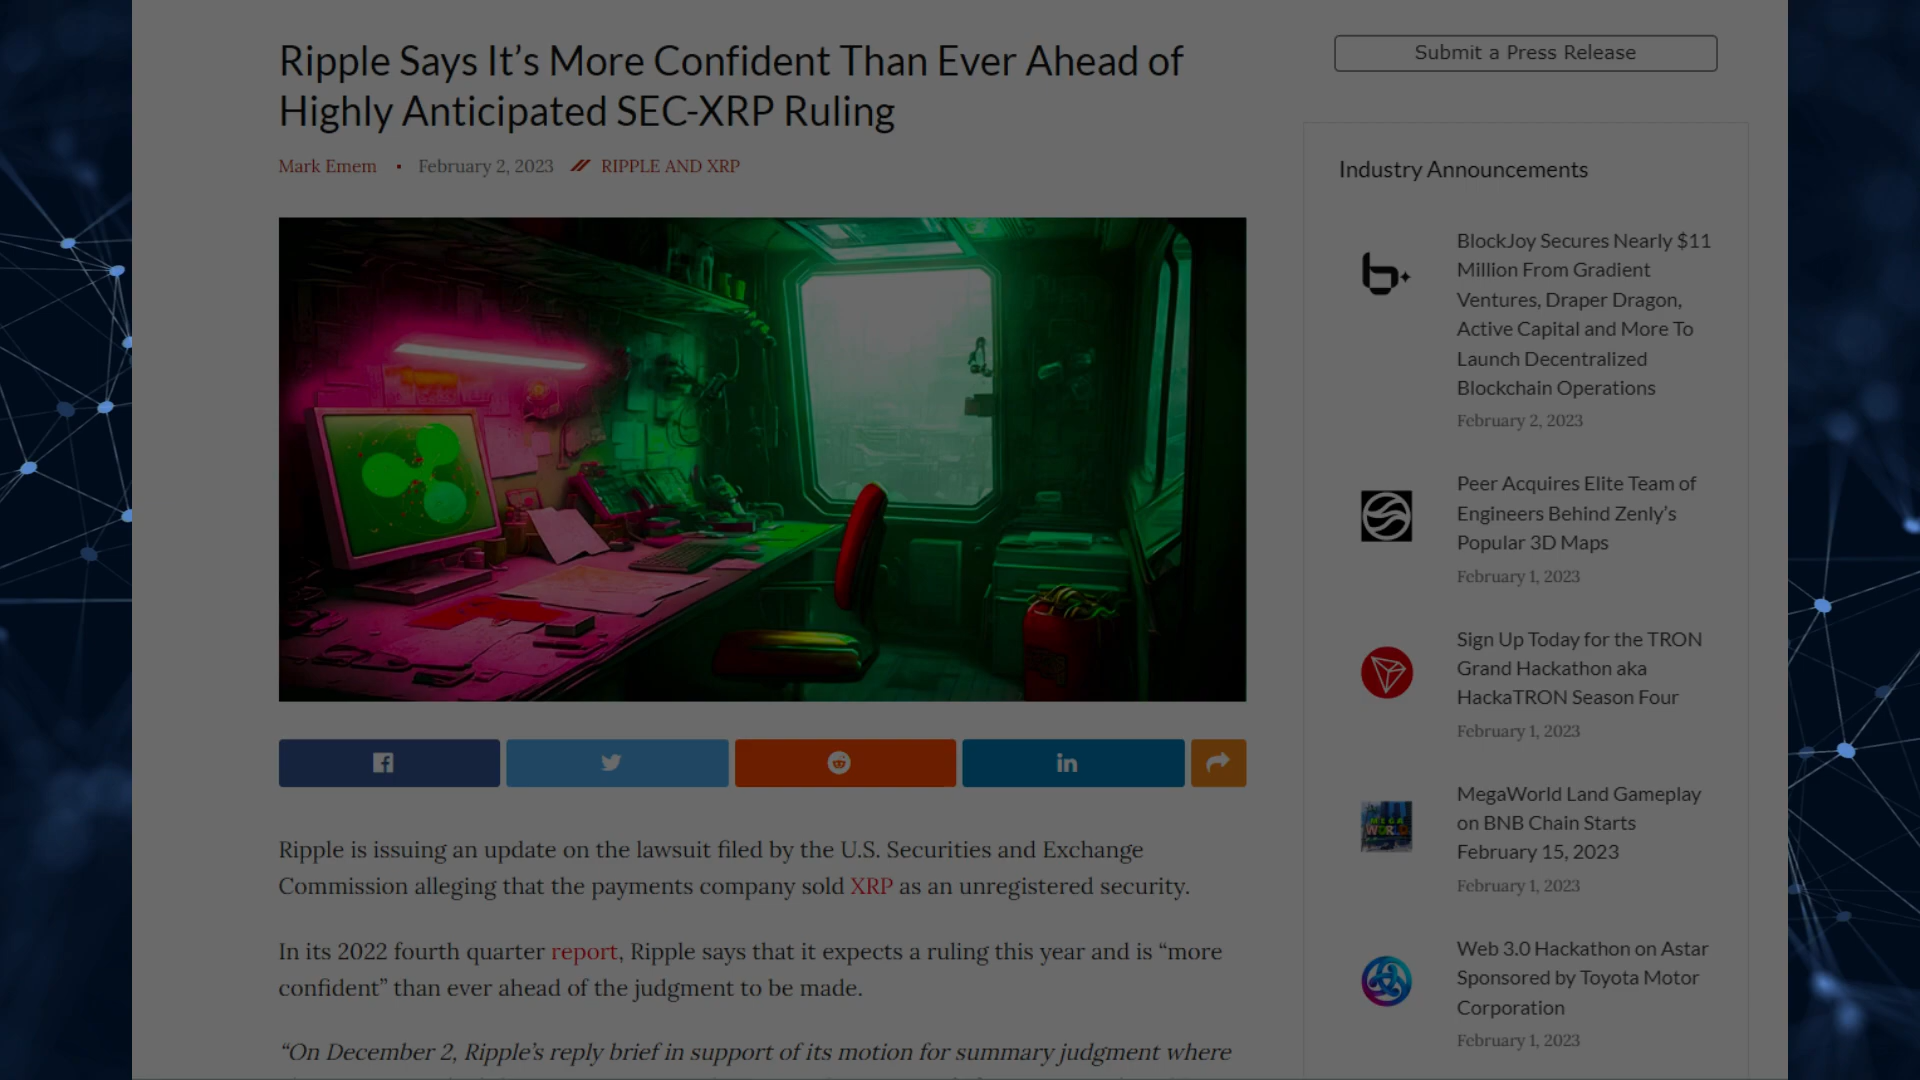 Ripple Says It’s More Confident Than Ever Ahead of
Highly Anticipated SEC-XRP Ruling
Mark Emem • February 2, 2023 // RIPPLE AND XRP
Ripple is issuing an update on the lawsuit filed by the U.S. Securities and Exchange
Commission alleging that the payments company sold XRP as an unregistered security.
In its 2022 fourth quarter report, Ripple says that it expects a ruling this year and is “more
confident” than ever ahead of the judgment to be made.
“On December 2, Ripple’s reply brief in support of its motion for summary judgment where
Submit a Press Release
Industry Announcements
BlockJoy Secures Nearly $11
Million From Gradient
Ventures, Draper Dragon,
Active Capital and More To
Launch Decentralized
Blockchain Operations
February 2, 2023
Peer Acquires Elite Team of
Engineers Behind Zenly’s
Popular 3D Maps
February 1, 2023
Sign Up Today for the TRON
Grand Hackathon aka
HackaTRON Season Four
February 1, 2023
MEGA
WORLD
MegaWorld Land Gameplay
on BNB Chain Starts
February 15, 2023
February 1, 2023
Web 3.0 Hackathon on Astar
Sponsored by Toyota Motor
Corporation
February 1, 2023